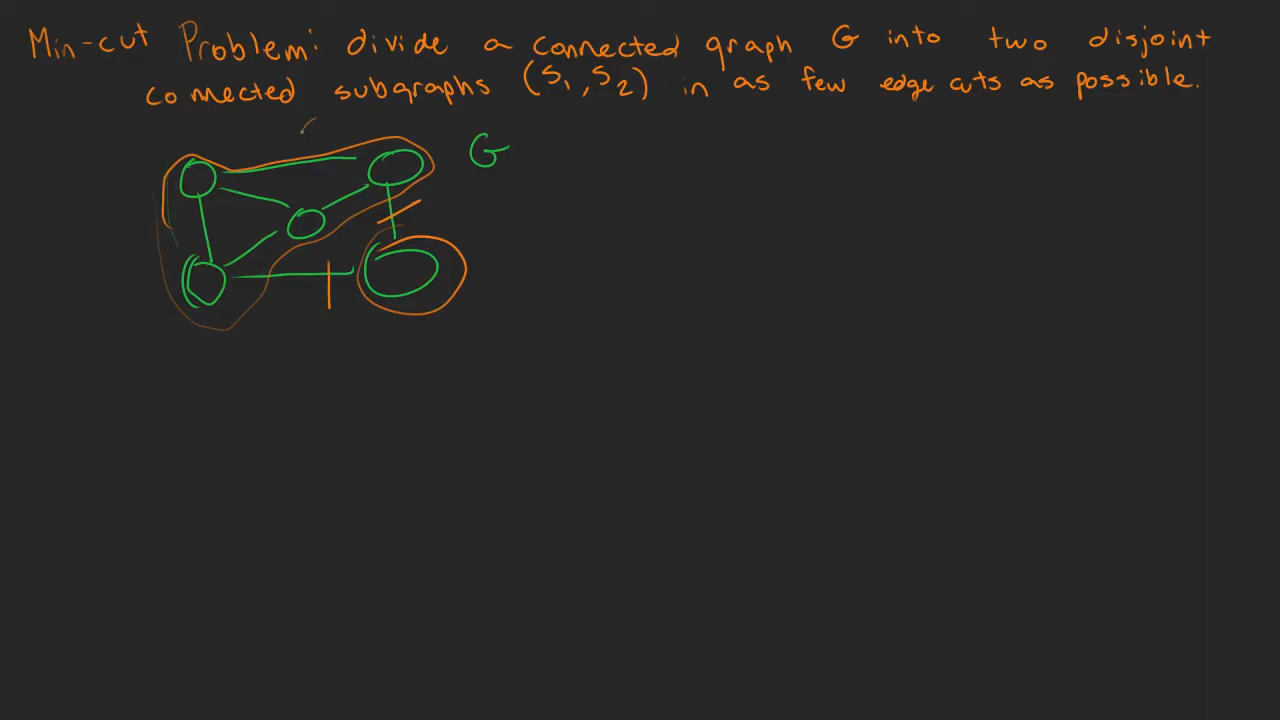 Min-cut Problem: divide a connected graph G into two disjoint
connected subgraphs (S1, S2) in as few edge cuts as possible.
G